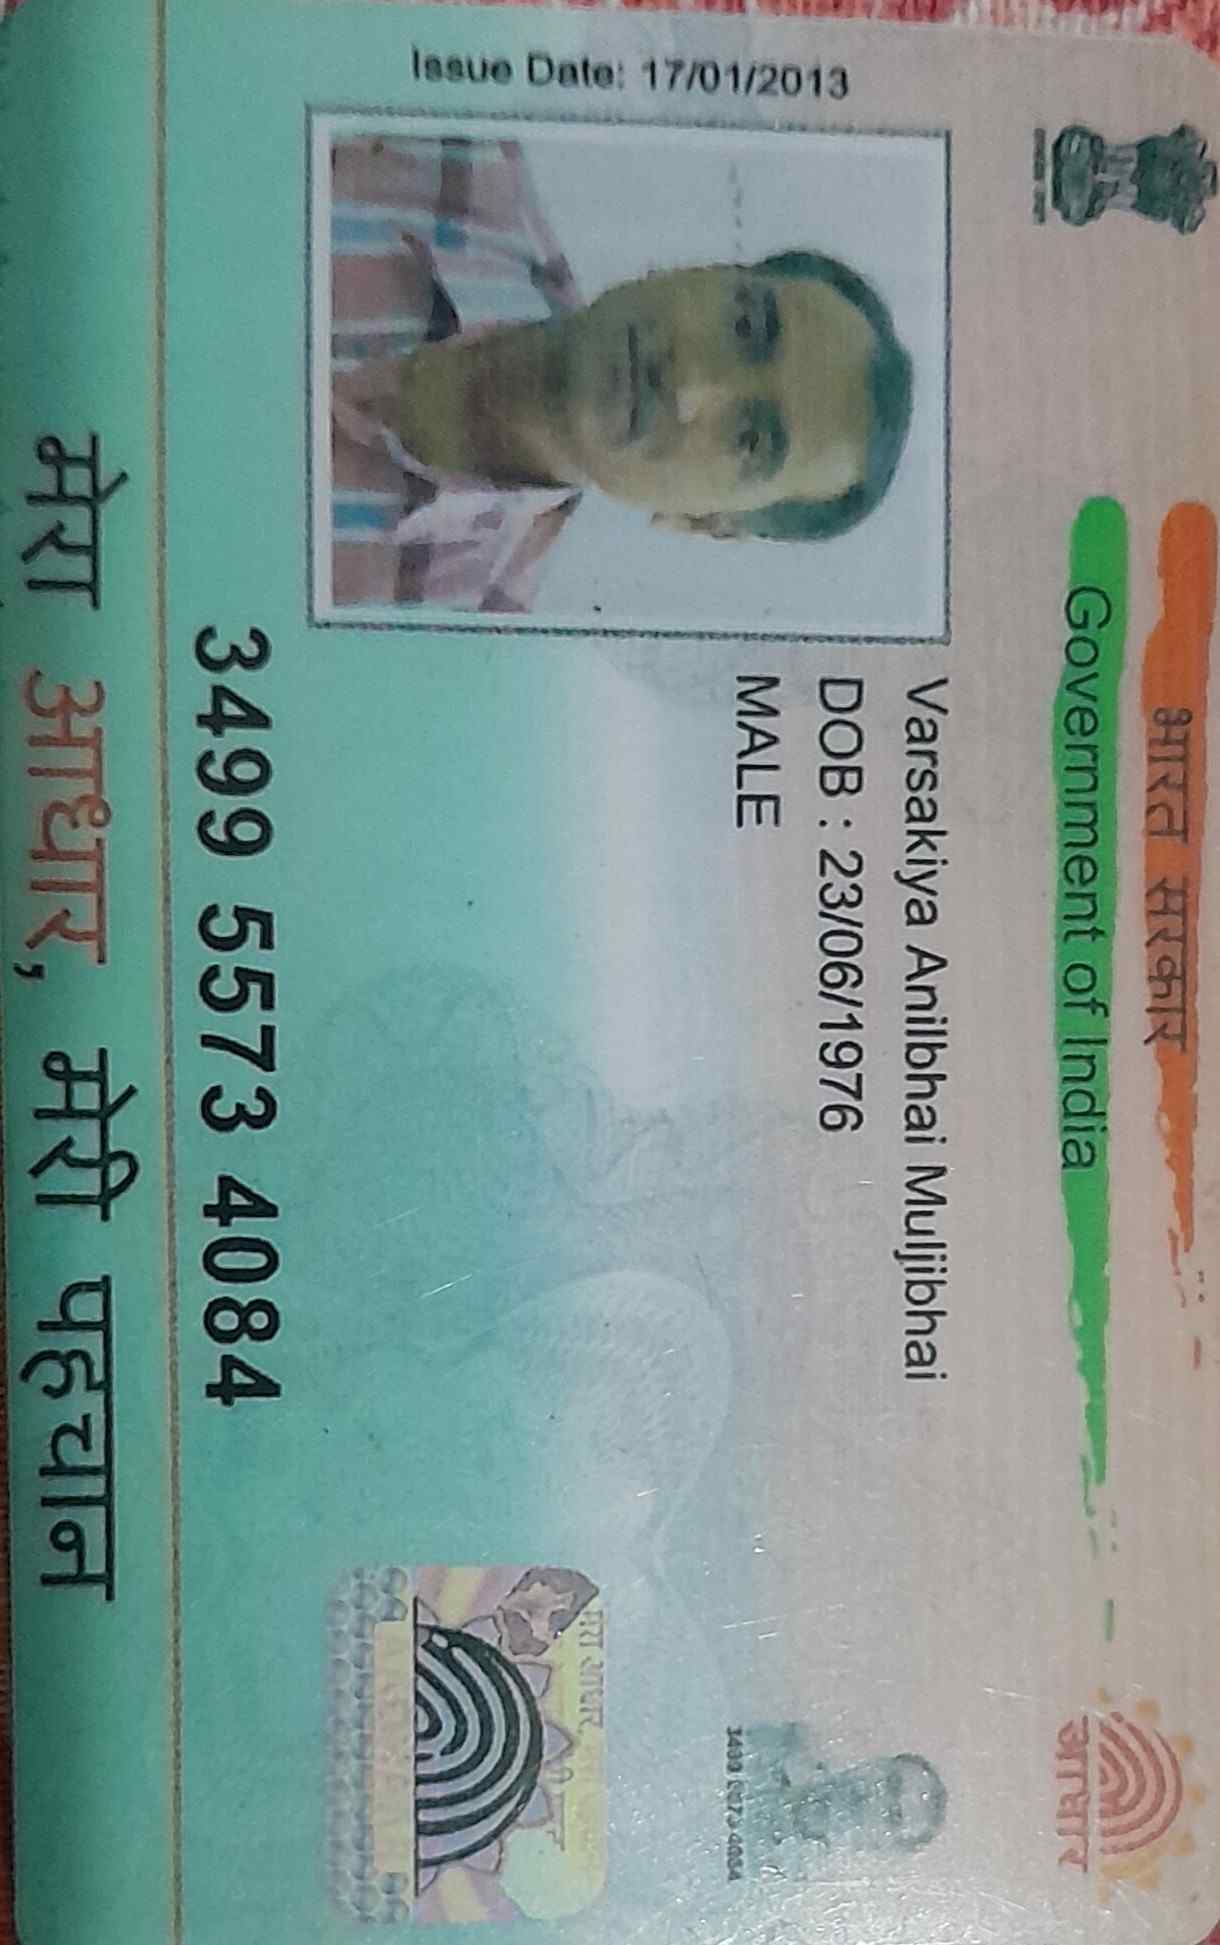 भारत सरकार
Government of India
Issue Date: 17/01/2013
Varsakiya Anilbhai Muljibhai
DOB : 23/06/1976
MALE
आधार
3499 5573 4084
मेरा आधार, मेरी पहचान